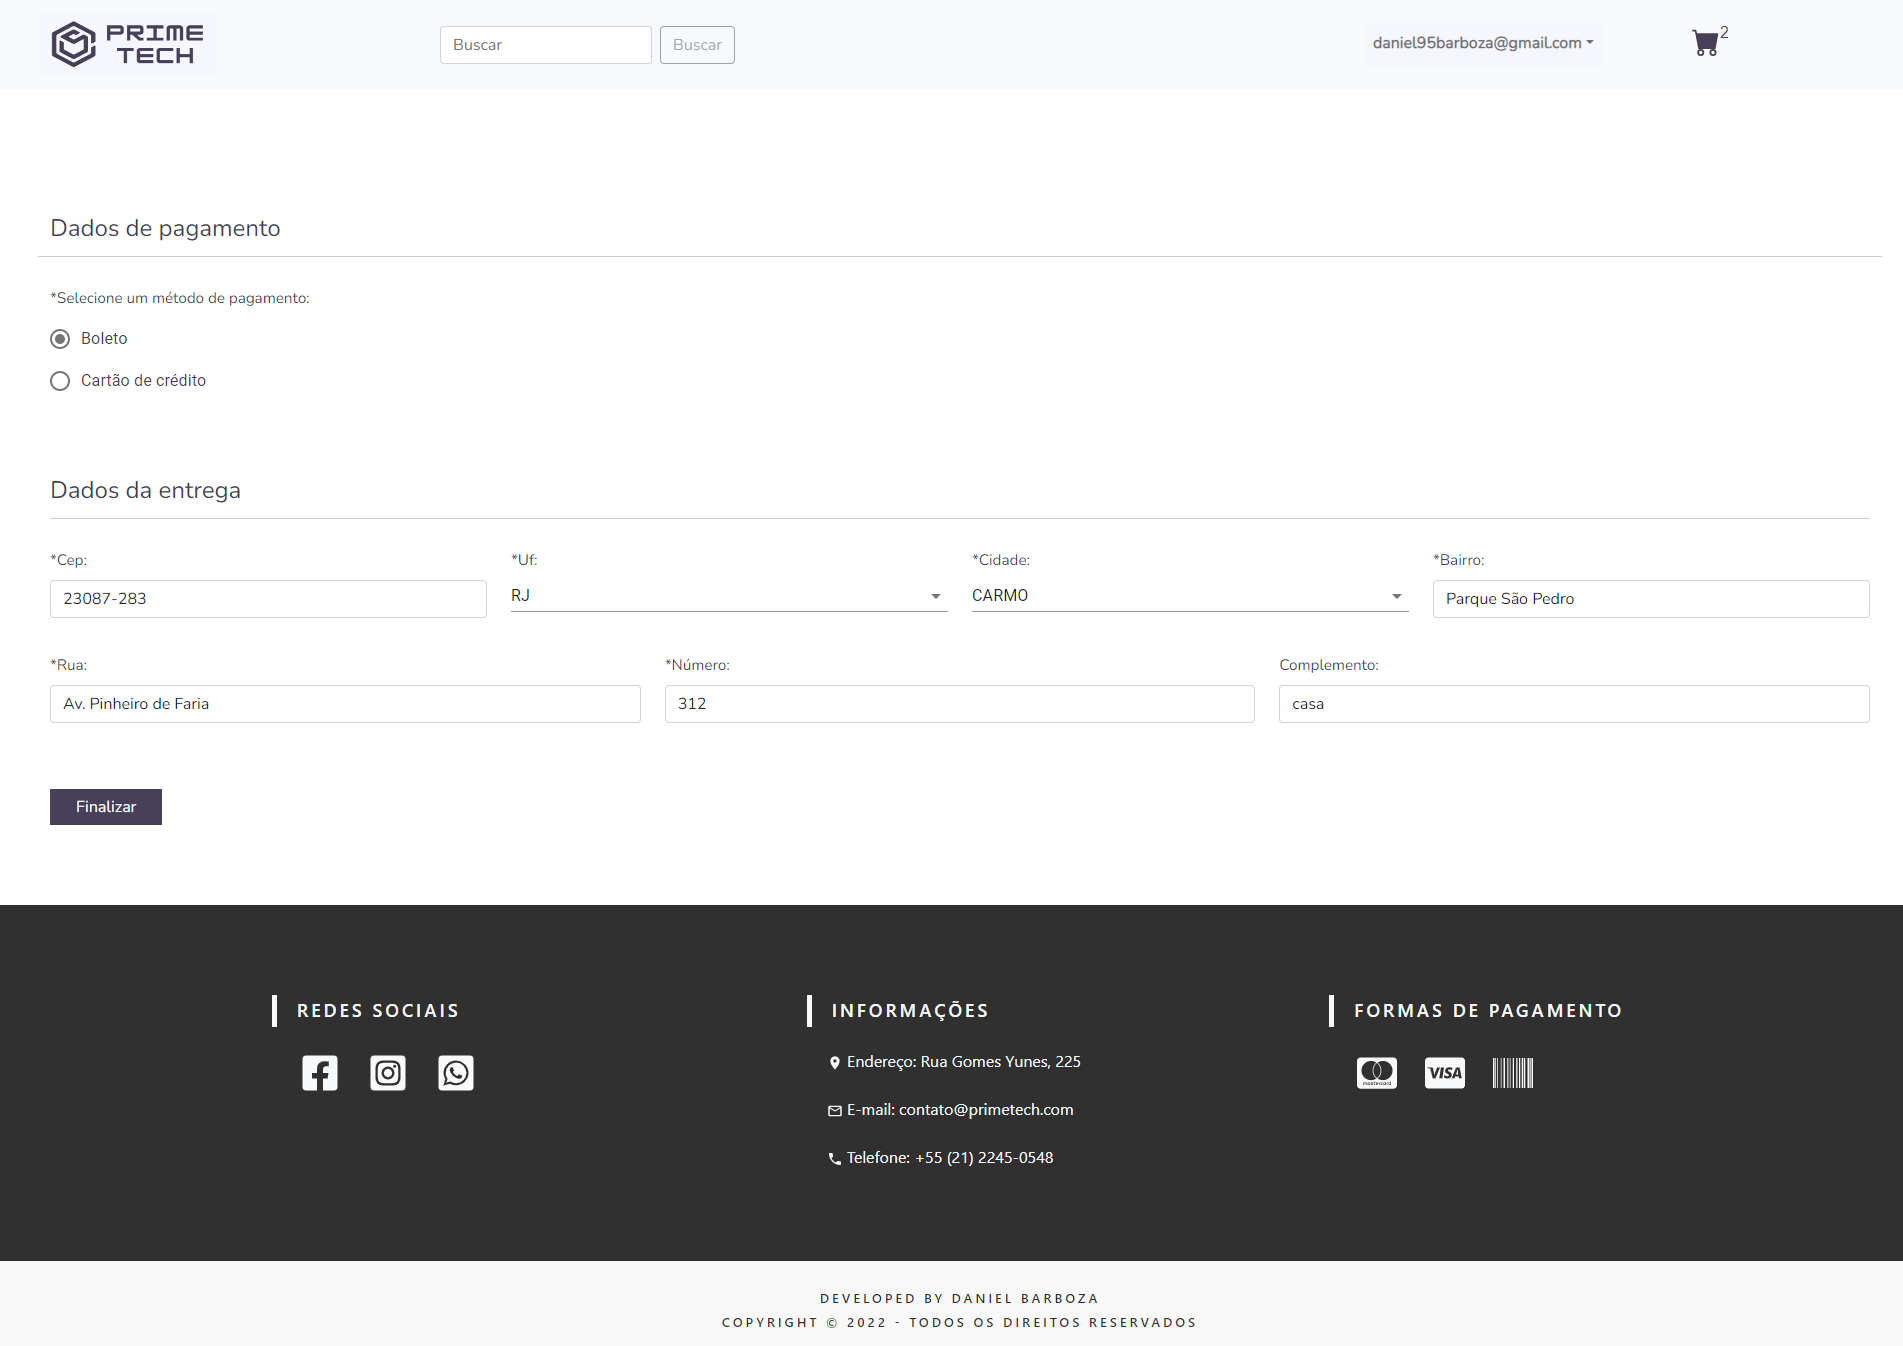 PRIME
TECH
Buscar
Buscar
daniel95barboza@gmail.com
2
Dados de pagamento
*Selecione um método de pagamento:
Boleto
Cartão de crédito
Dados da entrega
*Cep:
*Uf:
*Cidade:
*Bairro:
23087-283
RJ
CARMO
Parque São Pedro
*Rua:
*Número:
Complemento:
Av. Pinheiro de Faria
312
casa
Finalizar
REDES SOCIAIS
INFORMAÇÕES
Endereço: Rua Gomes Yunes, 225
E-mail: contato@primetech.com
Telefone: +55 (21) 2245-0548
FORMAS DE PAGAMENTO
mastercard
VISA
DEVELOPED BY DANIEL BARBOZA
COPYRIGHT © 2022 - TODOS OS DIREITOS RESERVADOS